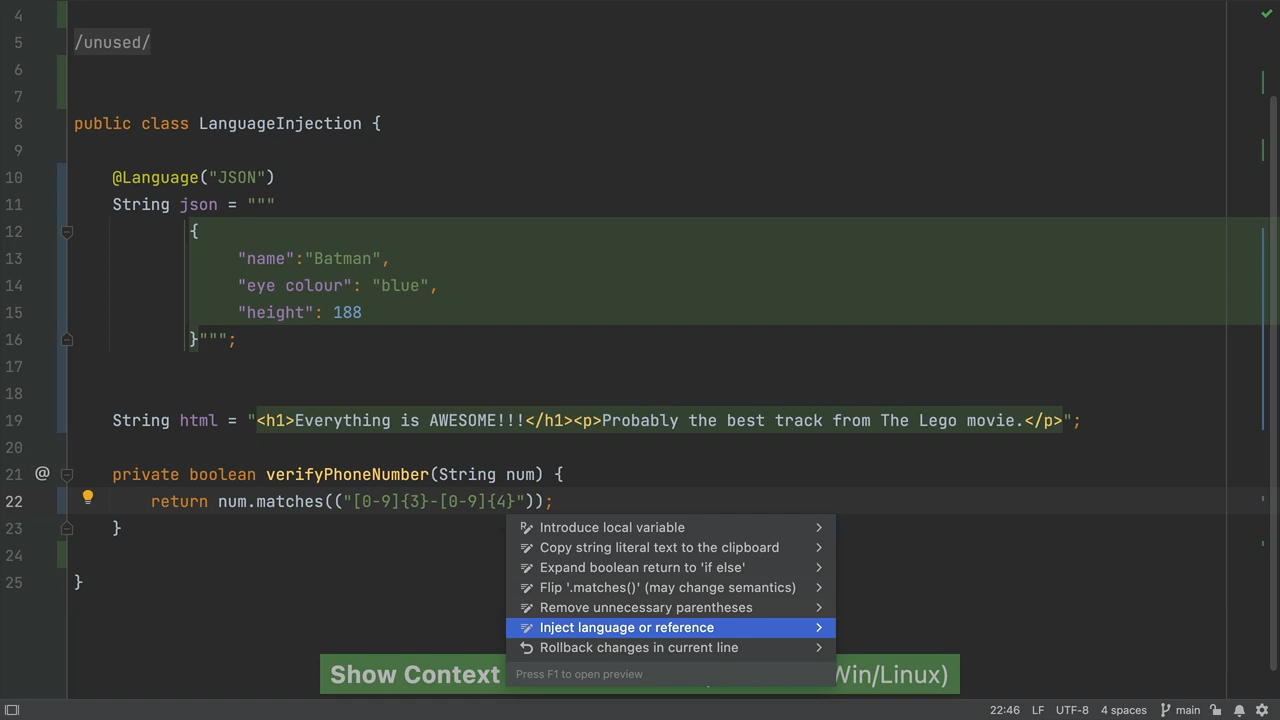 4
5 /unused/
6
7
8 public class LanguageInjection {
9
10 @Language("JSON")
11 String json = """
12 {
13 "name":"Batman",
14 "eye colour": "blue",
15 "height": 188
16 }""";
17
18
19 String html = "<h1>Everything is AWESOME!!!</h1><p>Probably the best track from The Lego movie.</p>";
20
21 @ private boolean verifyPhoneNumber(String num) {
22 return num.matches(("[0-9]{3}-[0-9]{4}"));
23 }
24
25 }
Introduce local variable
Copy string literal text to the clipboard
Expand boolean return to 'if else'
Flip '.matches()' (may change semantics)
Remove unnecessary parentheses
Inject language or reference
Rollback changes in current line
Press F1 to open preview
Show Context Win/Linux)
22:46 LF UTF-8 4 spaces main